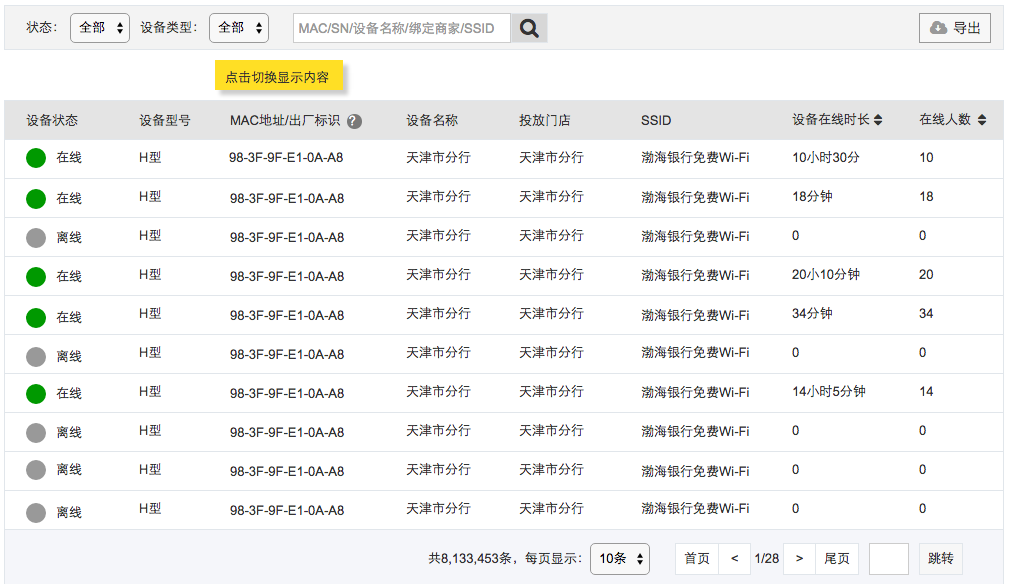 状态： 全部 设备类型： 全部 MAC/SN/设备名称/绑定商家/SSID 导出
点击切换显示内容
设备状态 设备型号 MAC地址/出厂标识 ? 设备名称 投放门店 SSID 设备在线时长 在线人数
在线 H型 98-3F-9F-E1-0A-A8 天津市分行 天津市分行 渤海银行免费Wi-Fi 10小时30分 10
在线 H型 98-3F-9F-E1-0A-A8 天津市分行 天津市分行 渤海银行免费Wi-Fi 18分钟 18
离线 H型 98-3F-9F-E1-0A-A8 天津市分行 天津市分行 渤海银行免费Wi-Fi 0 0
在线 H型 98-3F-9F-E1-0A-A8 天津市分行 天津市分行 渤海银行免费Wi-Fi 20小10分钟 20
在线 H型 98-3F-9F-E1-0A-A8 天津市分行 天津市分行 渤海银行免费Wi-Fi 34分钟 34
离线 H型 98-3F-9F-E1-0A-A8 天津市分行 天津市分行 渤海银行免费Wi-Fi 0 0
在线 H型 98-3F-9F-E1-0A-A8 天津市分行 天津市分行 渤海银行免费Wi-Fi 14小时5分钟 14
离线 H型 98-3F-9F-E1-0A-A8 天津市分行 天津市分行 渤海银行免费Wi-Fi 0 0
离线 H型 98-3F-9F-E1-0A-A8 天津市分行 天津市分行 渤海银行免费Wi-Fi 0 0
离线 H型 98-3F-9F-E1-0A-A8 天津市分行 天津市分行 渤海银行免费Wi-Fi 0 0
共8,133,453条，每页显示： 10条 首页 < 1/28 > 尾页 跳转